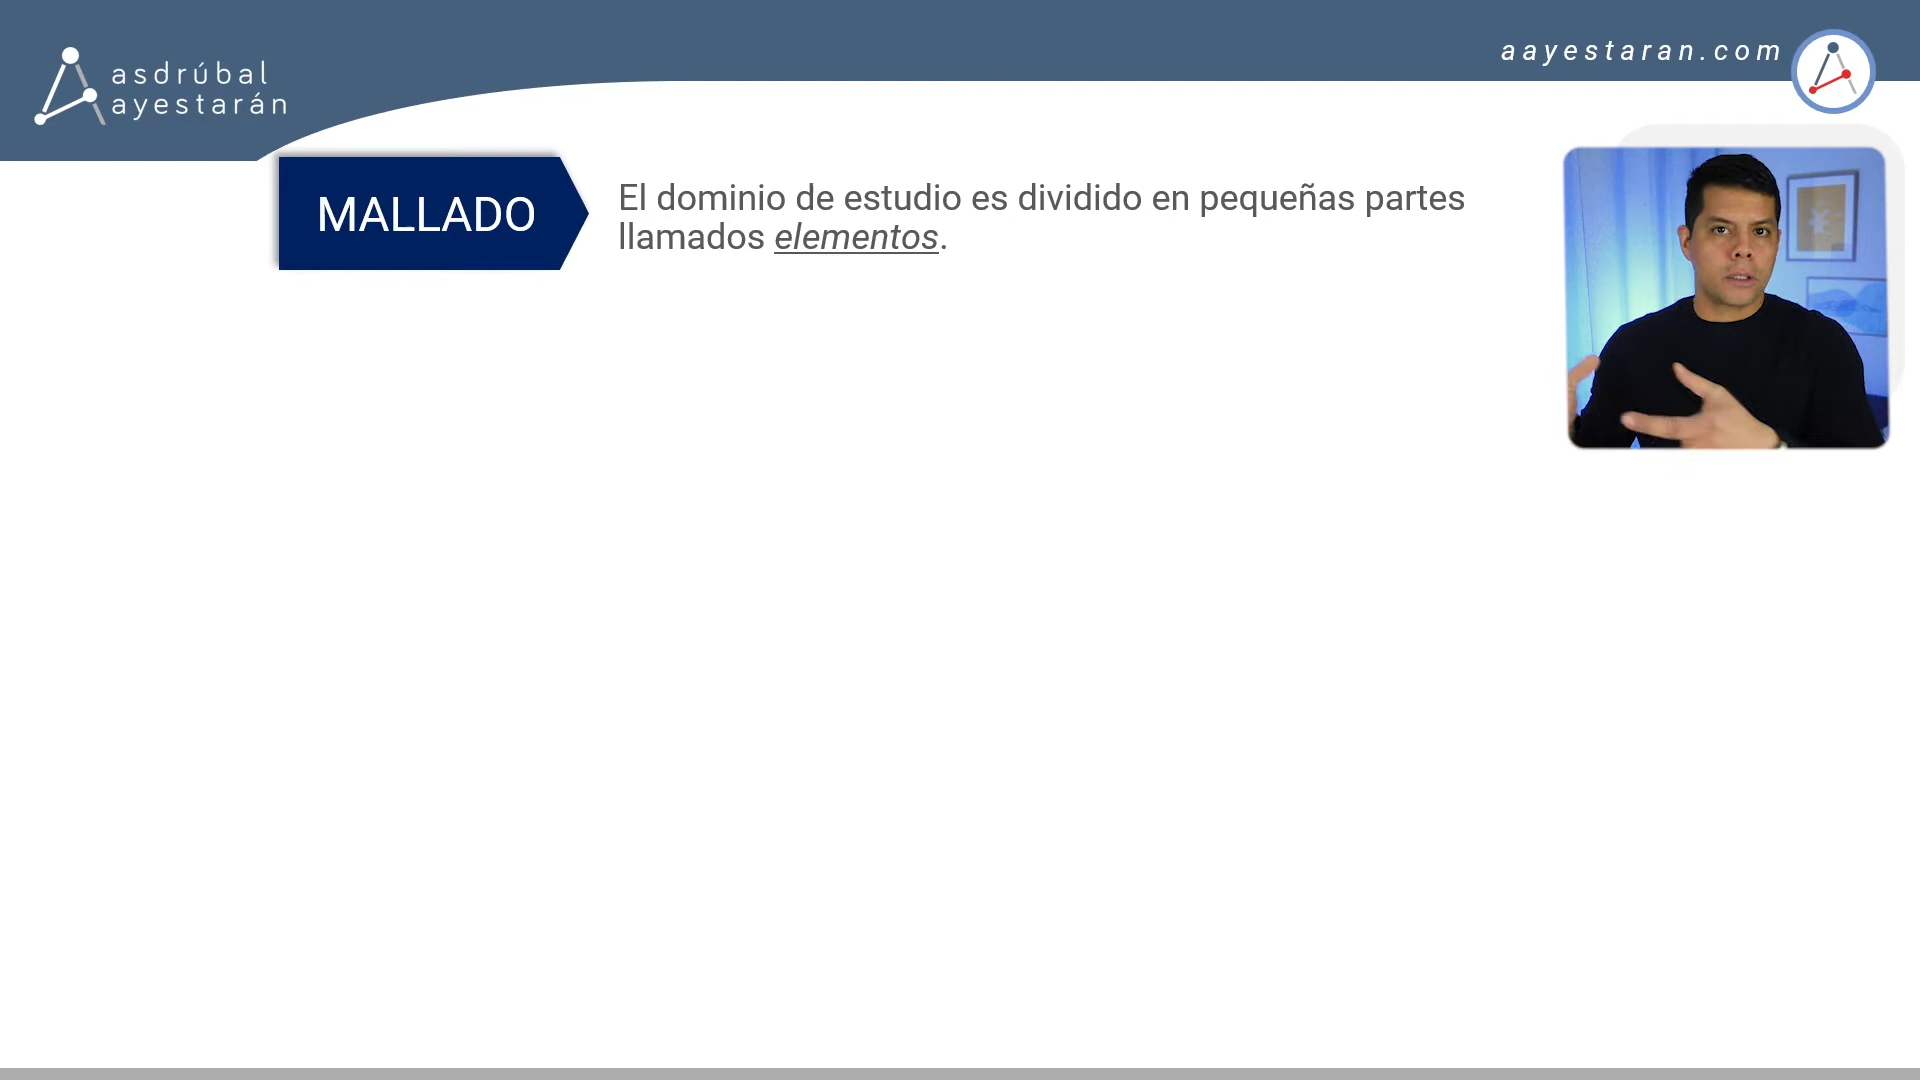 asdrúbal
ayestarán
aayestaran.com
MALLADO
El dominio de estudio es dividido en pequeñas partes
llamados elementos.